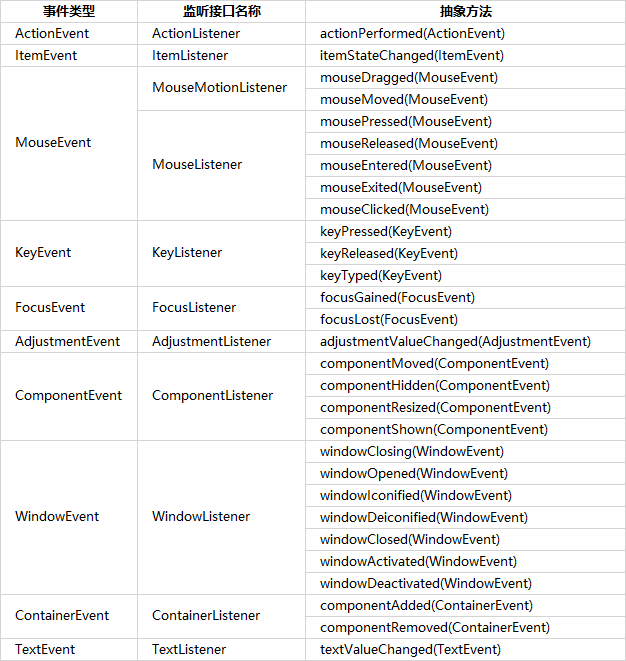 事件类型 监听接口名称 抽象方法
ActionEvent ActionListener actionPerformed(ActionEvent)
ItemEvent ItemListener itemStateChanged(ItemEvent)
MouseEvent MouseMotionListener mouseDragged(MouseEvent)
mouseMoved(MouseEvent)
MouseListener mousePressed(MouseEvent)
mouseReleased(MouseEvent)
mouseEntered(MouseEvent)
mouseExited(MouseEvent)
mouseClicked(MouseEvent)
KeyEvent KeyListener keyPressed(KeyEvent)
keyReleased(KeyEvent)
keyTyped(KeyEvent)
FocusEvent FocusListener focusGained(FocusEvent)
focusLost(FocusEvent)
AdjustmentEvent AdjustmentListener adjustmentValueChanged(AdjustmentEvent)
ComponentEvent ComponentListener componentMoved(ComponentEvent)
componentHidden(ComponentEvent)
componentResized(ComponentEvent)
componentShown(ComponentEvent)
WindowEvent WindowListener windowClosing(WindowEvent)
windowOpened(WindowEvent)
windowIconified(WindowEvent)
windowDeiconified(WindowEvent)
windowClosed(WindowEvent)
windowActivated(WindowEvent)
windowDeactivated(WindowEvent)
ContainerEvent ContainerListener componentAdded(ContainerEvent)
componentRemoved(ContainerEvent)
TextEvent TextListener textValueChanged(TextEvent)